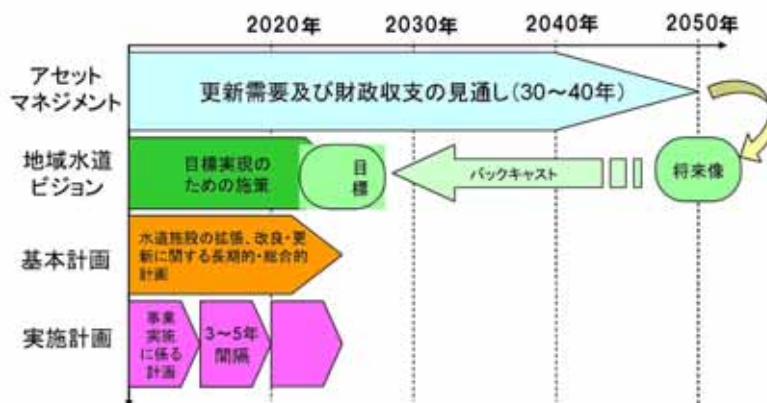 2020年 2030年 2040年 2050年
アセット
マネジメント
更新需要及び財政収支の見通し(30～40年)
地域水道
ビジョン
目標実現の
ための施策
目
標
バックキャスト
将来像
基本計画
水道施設の拡張、改良・更
新に関する長期的・総合的
計画
実施計画
事業
実施
に係る
計画
3～5年
間隔